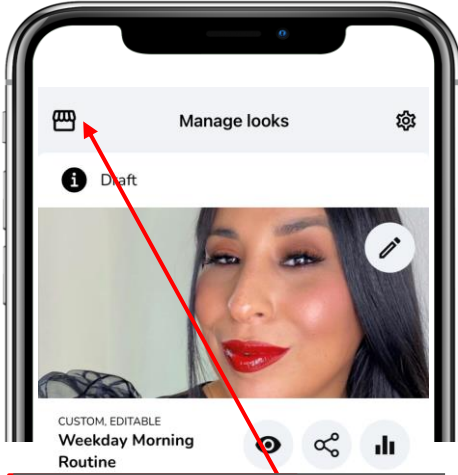 Manage looks
Draft
CUSTOM, EDITABLE
Weekday Morning
Routine